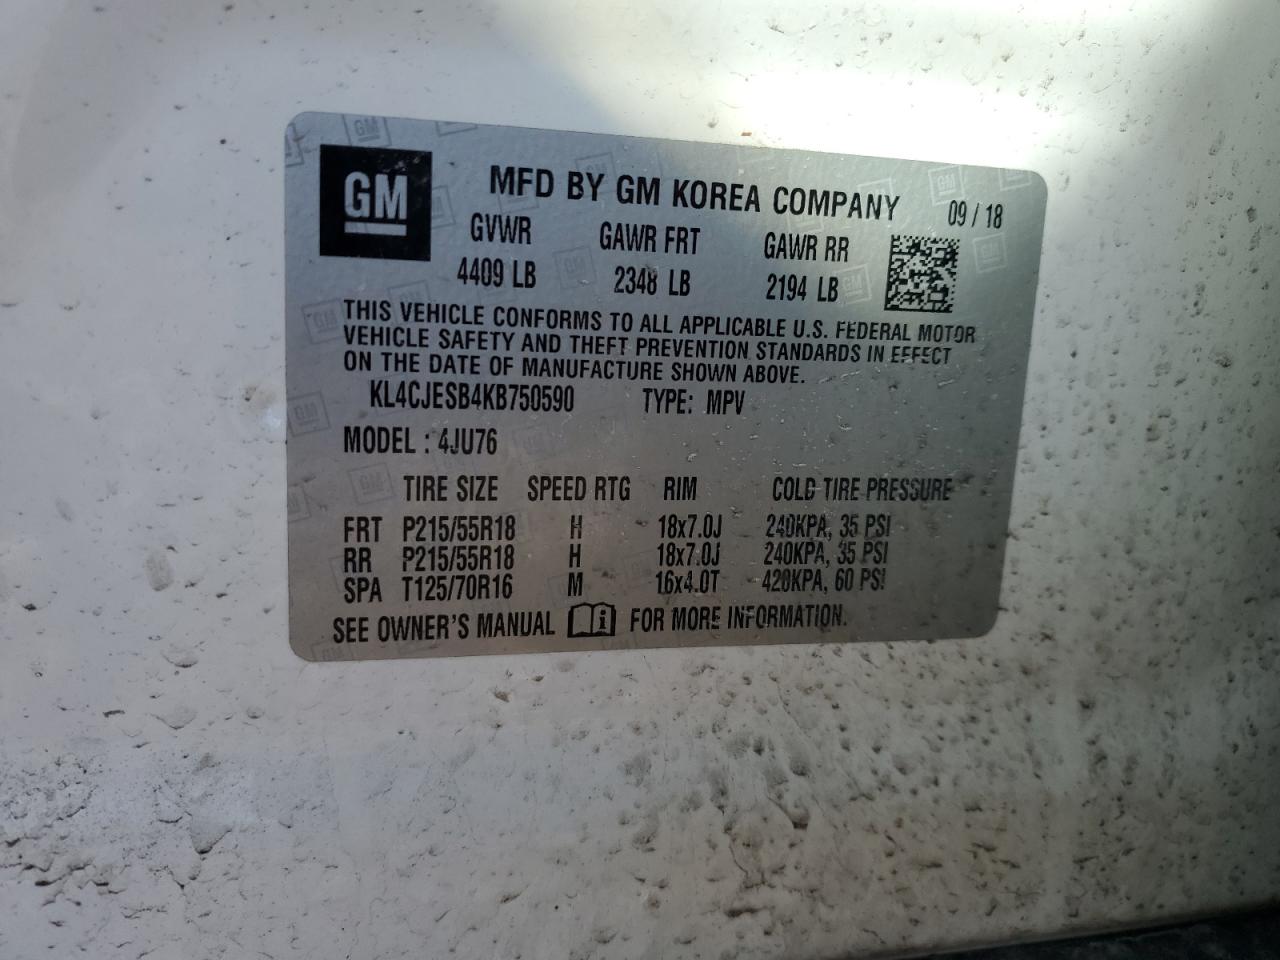 GM
MFD BY GM KOREA COMPANY 09 / 18
GVWR GAWR FRT GAWR RR
4409 LB 2348 LB 2194 LB
THIS VEHICLE CONFORMS TO ALL APPLICABLE U.S. FEDERAL MOTOR
VEHICLE SAFETY AND THEFT PREVENTION STANDARDS IN EFFECT
ON THE DATE OF MANUFACTURE SHOWN ABOVE.
KL4CJESB4KB750590 TYPE: MPV
MODEL : 4JU76
TIRE SIZE SPEED RTG RIM COLD TIRE PRESSURE
FRT P215/55R18 H 18x7.0J 240KPA, 35 PSI
RR P215/55R18 H 18x7.0J 240KPA, 35 PSI
SPA T125/70R16 M 16x4.0T 420KPA, 60 PSI
SEE OWNER'S MANUAL i FOR MORE INFORMATION.